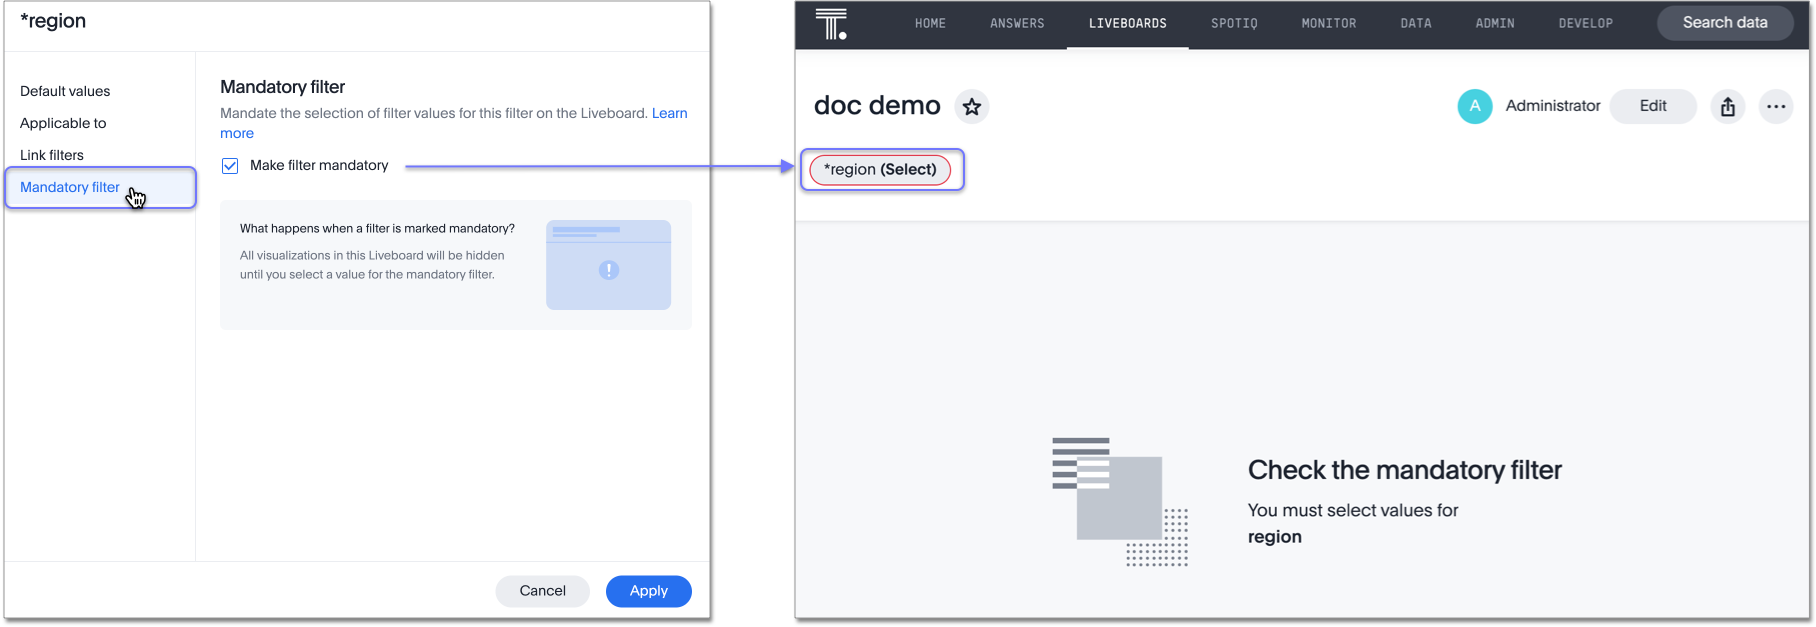 *region
Default values
Applicable to
Link filters
Mandatory filter
Mandatory filter
Mandate the selection of filter values for this filter on the Liveboard. Learn
more
Make filter mandatory
What happens when a filter is marked mandatory?
All visualizations in this Liveboard will be hidden
until you select a value for the mandatory filter.
!
Cancel
Apply
T.
HOME
ANSWERS
LIVEBOARDS
SPOTIQ
MONITOR
DATA
ADMIN
DEVELOP
Search data
doc demo
A
Administrator
Edit
*region (Select)
Check the mandatory filter
You must select values for
region